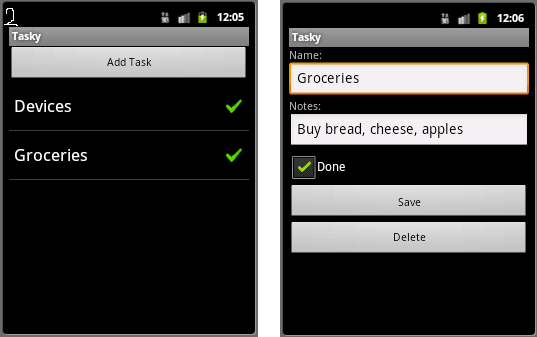 12:05
Tasky
Add Task
Devices
Groceries
12:06
Tasky
Name:
Groceries
Notes:
Buy bread, cheese, apples
Done
Save
Delete